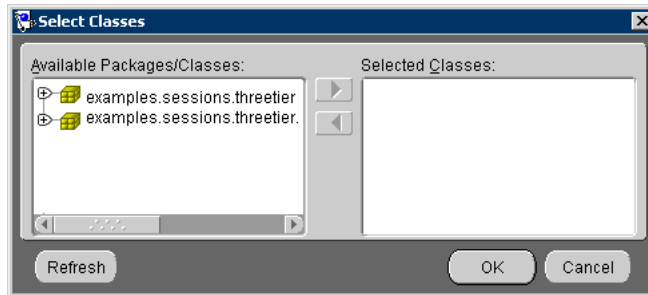 Select Classes
Available Packages/Classes:
Selected Classes:
examples.sessions.threetier
examples.sessions.threetier.
Refresh
OK
Cancel